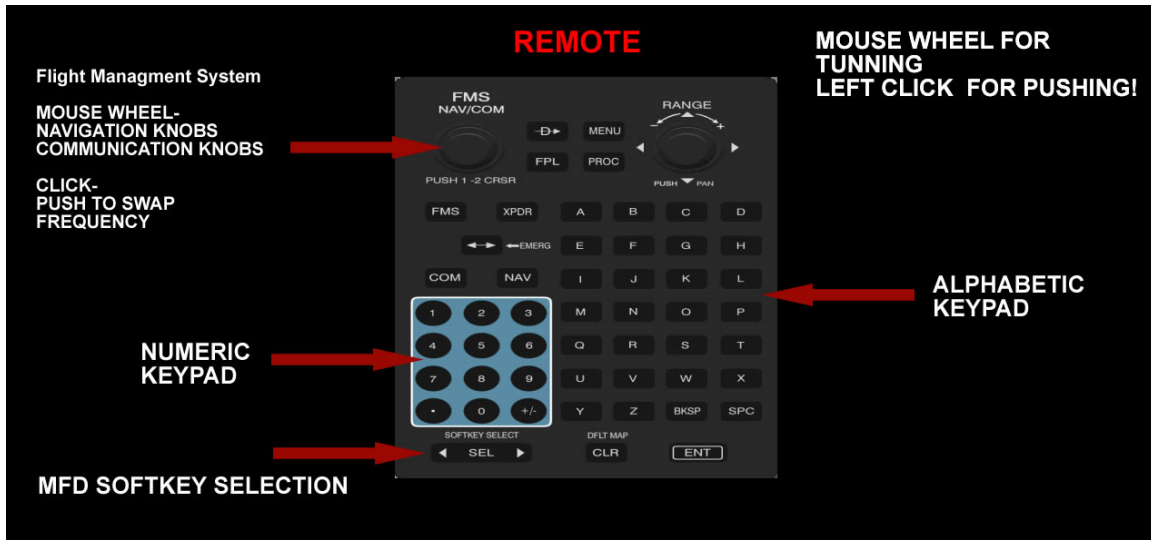 REMOTE
MOUSE WHEEL FOR
TUNNING
LEFT CLICK FOR PUSHING!
Flight Managment System
MOUSE WHEEL-
NAVIGATION KNOBS
COMMUNICATION KNOBS
CLICK-
PUSH TO SWAP
FREQUENCY
FMS
NAV/COM
PUSH 1 -2 CRSR
D MENU
FPL PROC
RANGE
- +
PUSH PAN
FMS XPDR A B C D
EMERG E F G H
COM NAV I J K L
1 2 3 M N O P
4 5 6 Q R S T
7 8 9 U V W X
• 0 +/- Y Z BKSP SPC
SOFTKEY SELECT DFLT MAP
SEL CLR ENT
NUMERIC
KEYPAD
ALPHABETIC
KEYPAD
MFD SOFTKEY SELECTION